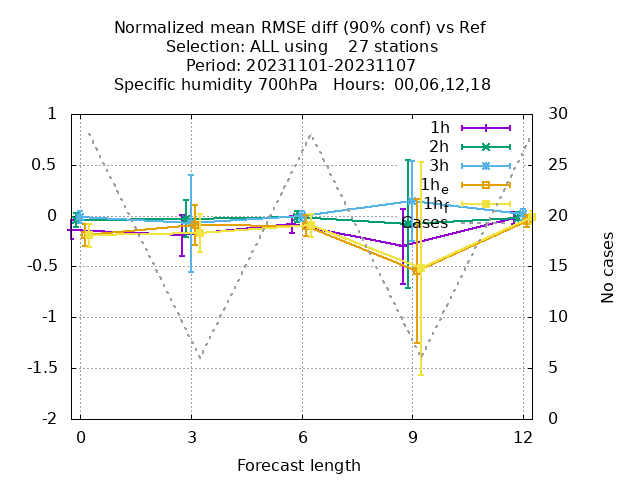 Normalized mean RMSE diff (90% conf) vs Ref
Selection: ALL using    27 stations
Period: 20231101-20231107
Specific humidity 700hPa   Hours: 00,06,12,18
1
0.5
0
-0.5
-1
-1.5
-2
30
25
20
15
10
5
0
1h
2h
3h
1he
1hf
Cases
No cases
0
3
6
9
12
Forecast length